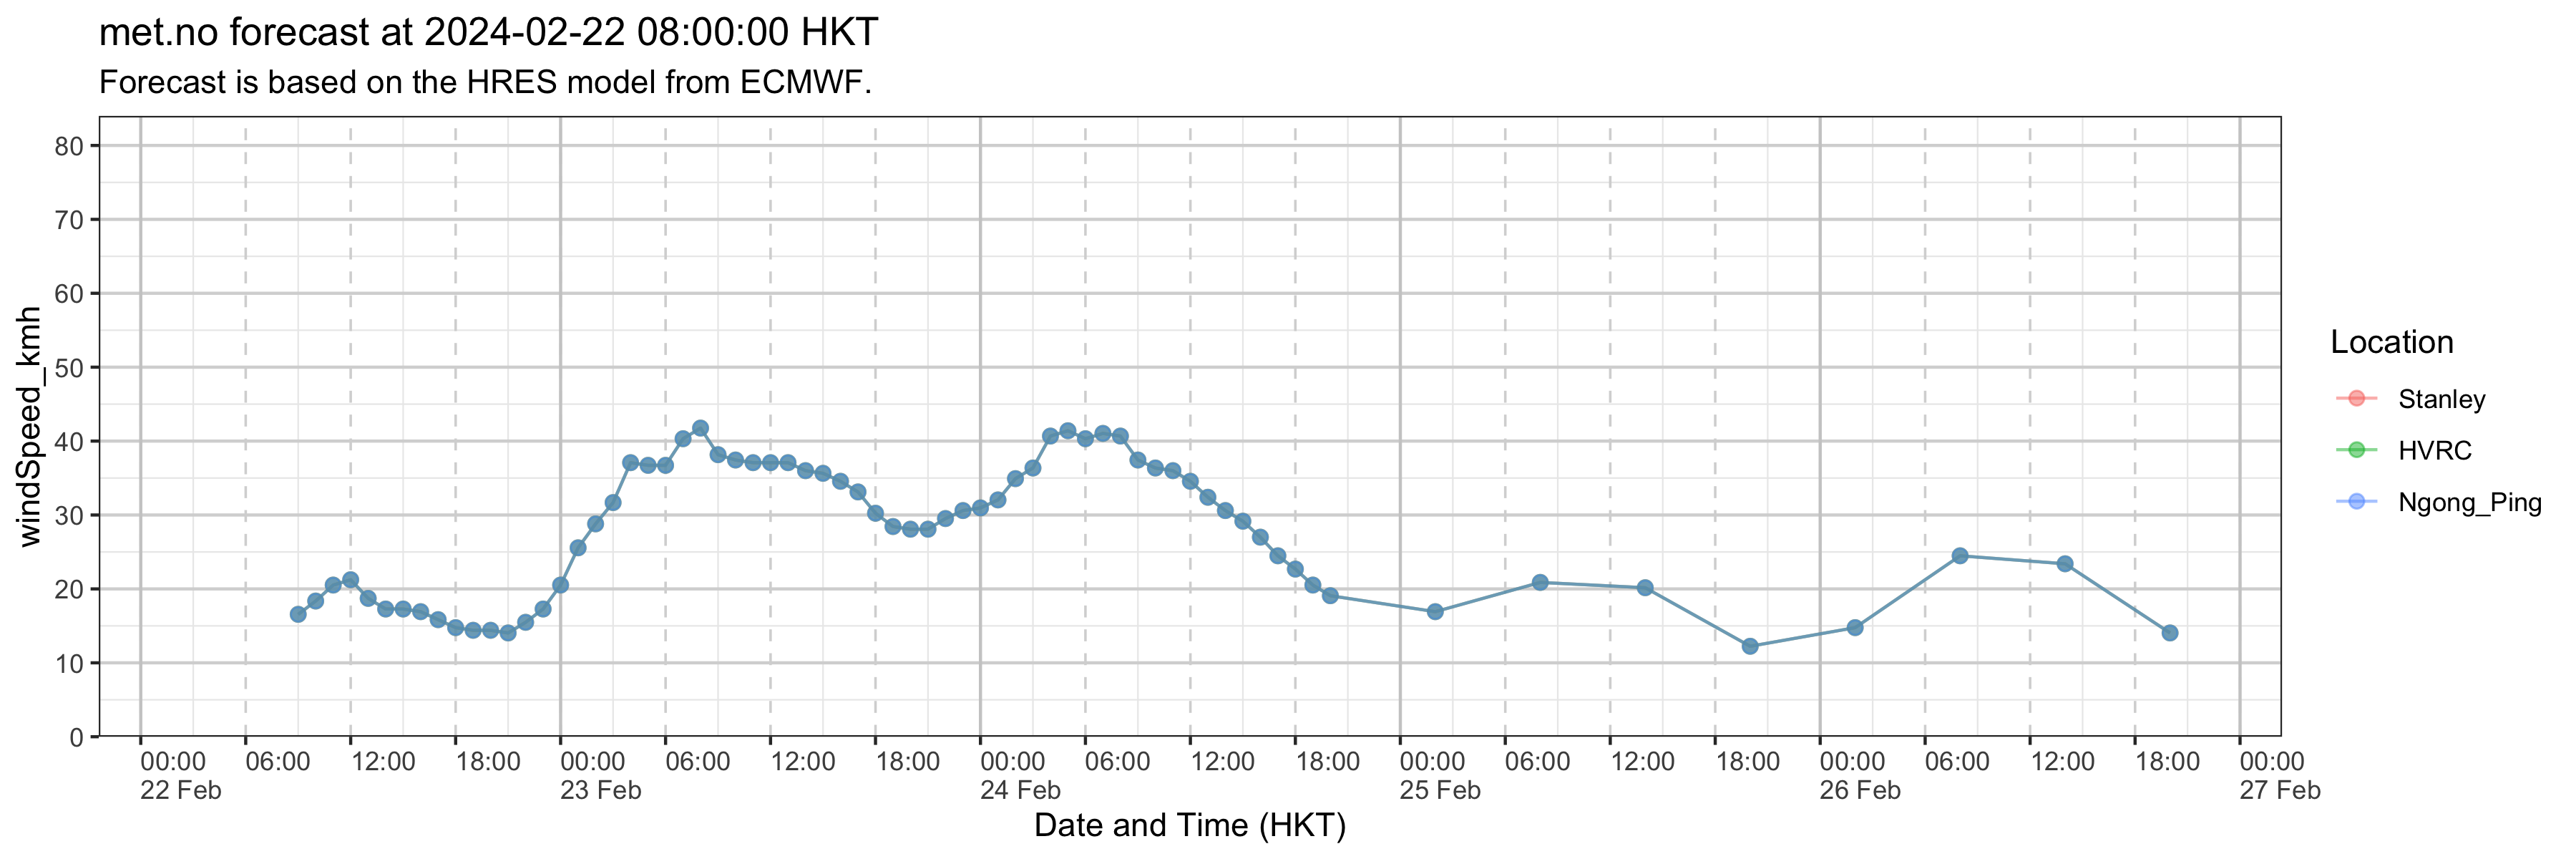 met.no forecast at 2024-02-22 08:00:00 HKT
Forecast is based on the HRES model from ECMWF.
windSpeed_kmh
80
70
60
50
40
30
20
10
0
00:00 06:00 12:00 18:00 00:00 06:00 12:00 18:00 00:00 06:00 12:00 18:00 00:00 06:00 12:00 18:00 00:00 06:00 12:00 18:00 00:00
22 Feb 23 Feb 24 Feb 25 Feb 26 Feb 27 Feb
Date and Time (HKT)
Location
Stanley
HVRC
Ngong_Ping